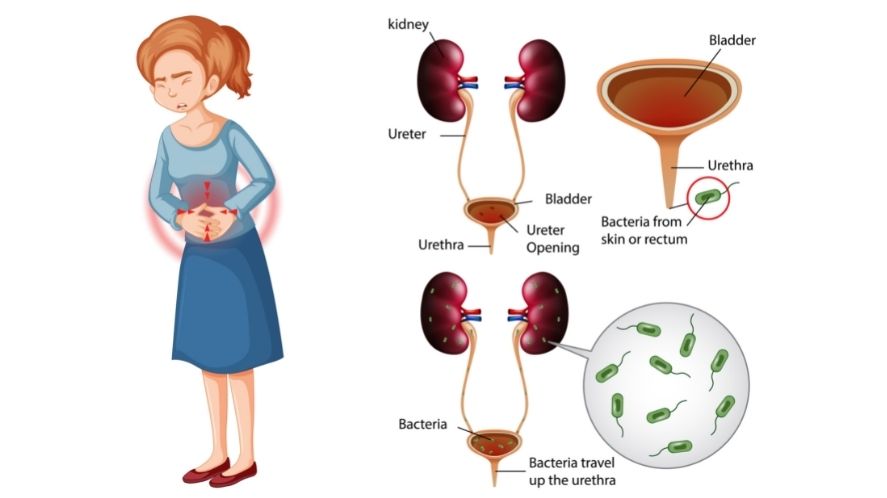 kidney
Ureter
Bladder
Ureter
Opening
Urethra
Bladder
Urethra
Bacteria from
skin or rectum
Bacteria
Bacteria travel
up the urethra